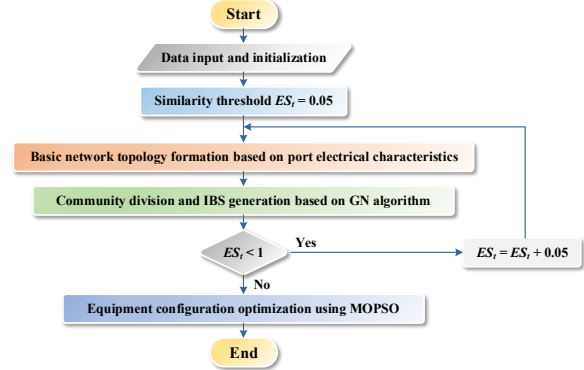 Start
Data input and initialization
Similarity threshold ESₜ = 0.05
Basic network topology formation based on port electrical characteristics
Community division and IBS generation based on GN algorithm
ESₜ < 1
Yes
ESₜ = ESₜ + 0.05
No
Equipment configuration optimization using MOPSO
End